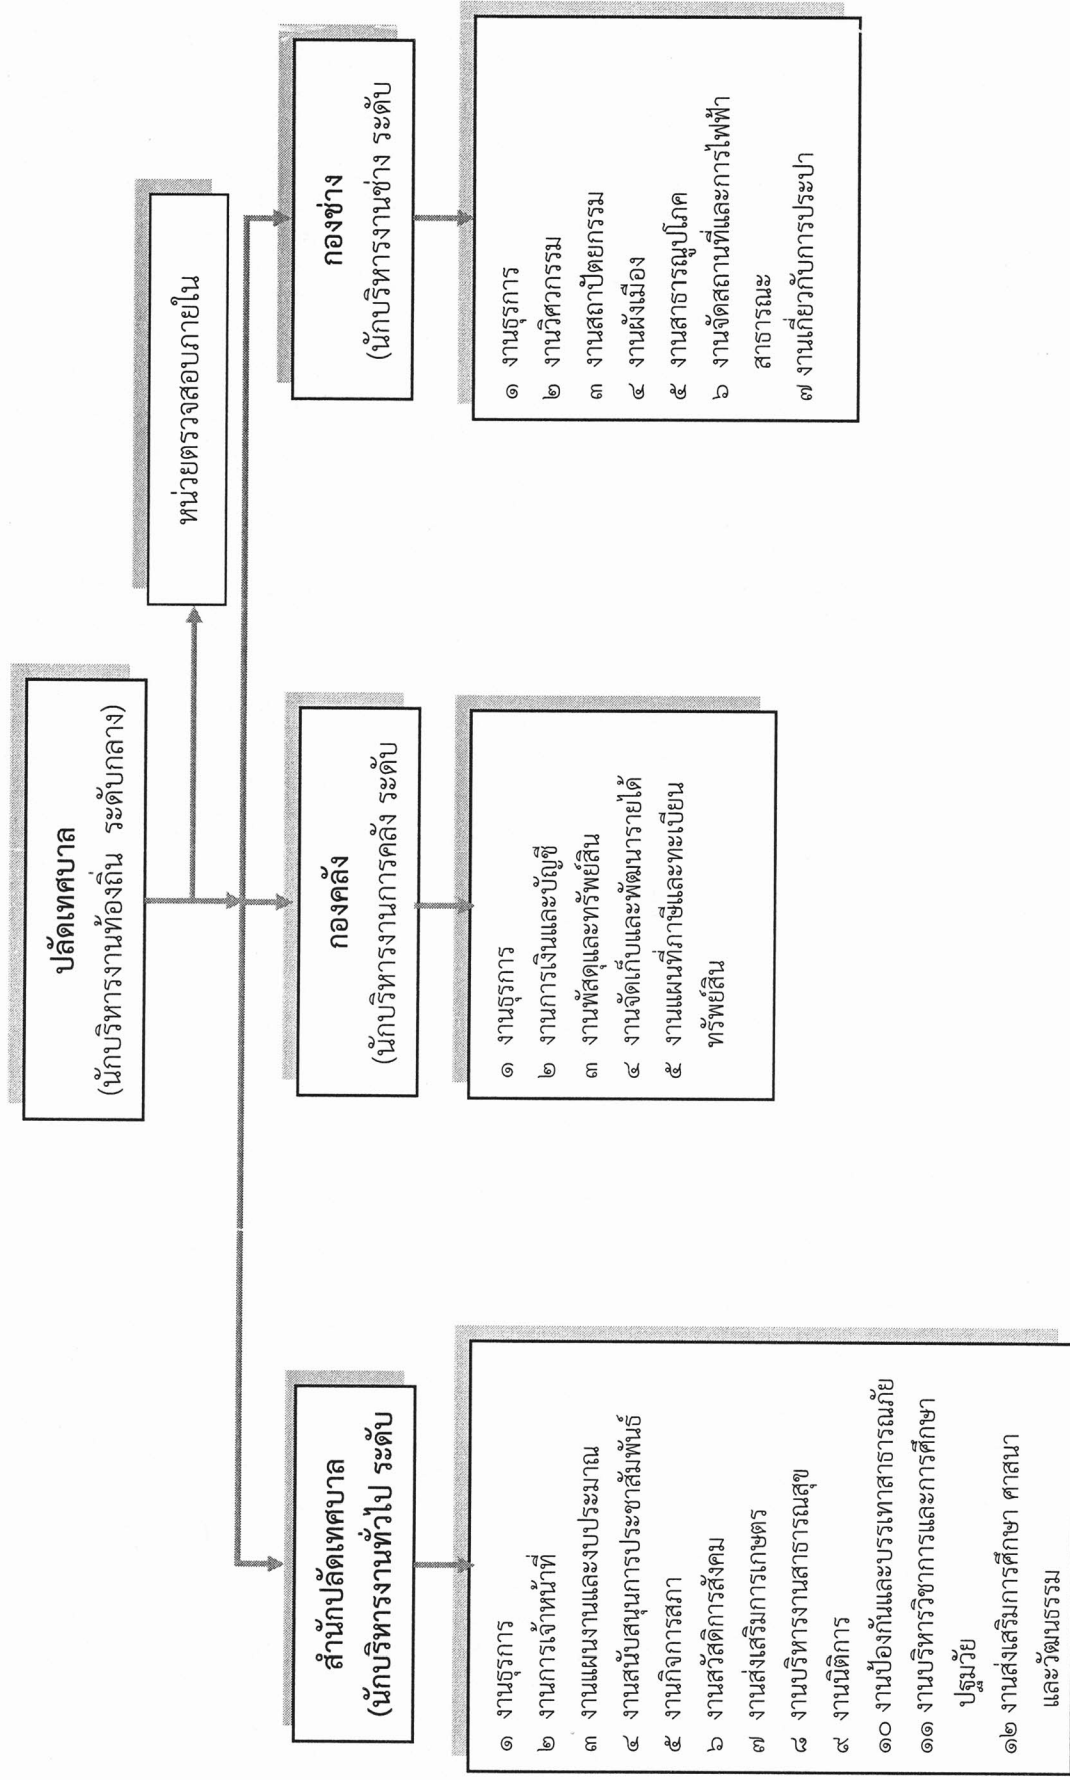 ปลัดเทศบาล
(นักบริหารงานท้องถิ่น ระดับกลาง)
หน่วยตรวจสอบภายใน
สำนักปลัดเทศบาล
(นักบริหารงานทั่วไป ระดับ
๑ งานธุรการ
๒ งานการเจ้าหน้าที่
๓ งานแผนงานและงบประมาณ
๔ งานสนับสนุนการประชาสัมพันธ์
๕ งานกิจการสภา
๖ งานสวัสดิการสังคม
๗ งานส่งเสริมการเกษตร
๘ งานบริหารงานสาธารณสุข
๙ งานนิติการ
๑๐ งานป้องกันและบรรเทาสาธารณภัย
๑๑ งานบริหารวิชาการและการศึกษา
ปฐมวัย
๑๒ งานส่งเสริมการศึกษา ศาสนา
และวัฒนธรรม
กองคลัง
(นักบริหารงานการคลัง ระดับ
๑ งานธุรการ
๒ งานการเงินและบัญชี
๓ งานพัสดุและทรัพย์สิน
๔ งานจัดเก็บและพัฒนารายได้
๕ งานแผนที่ภาษีและทะเบียน
ทรัพย์สิน
กองช่าง
(นักบริหารงานช่าง ระดับ
๑ งานธุรการ
๒ งานวิศวกรรม
๓ งานสถาปัตยกรรม
๔ งานผังเมือง
๕ งานสาธารณูปโภค
๖ งานจัดสถานที่และการไฟฟ้า
สาธารณะ
๗ งานเกี่ยวกับการประปา